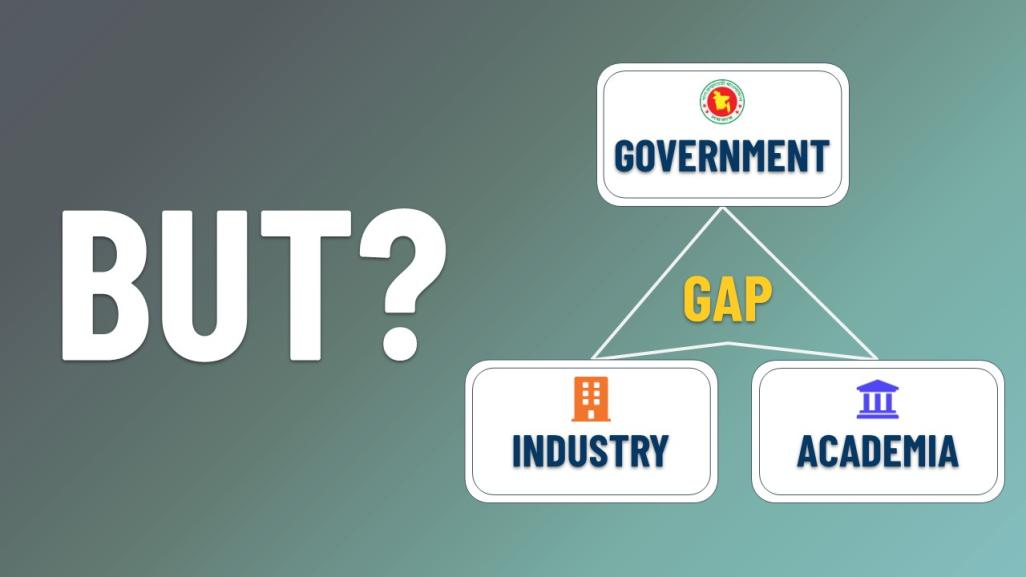 BUT?
GOVERNMENT
GAP
INDUSTRY
ACADEMIA